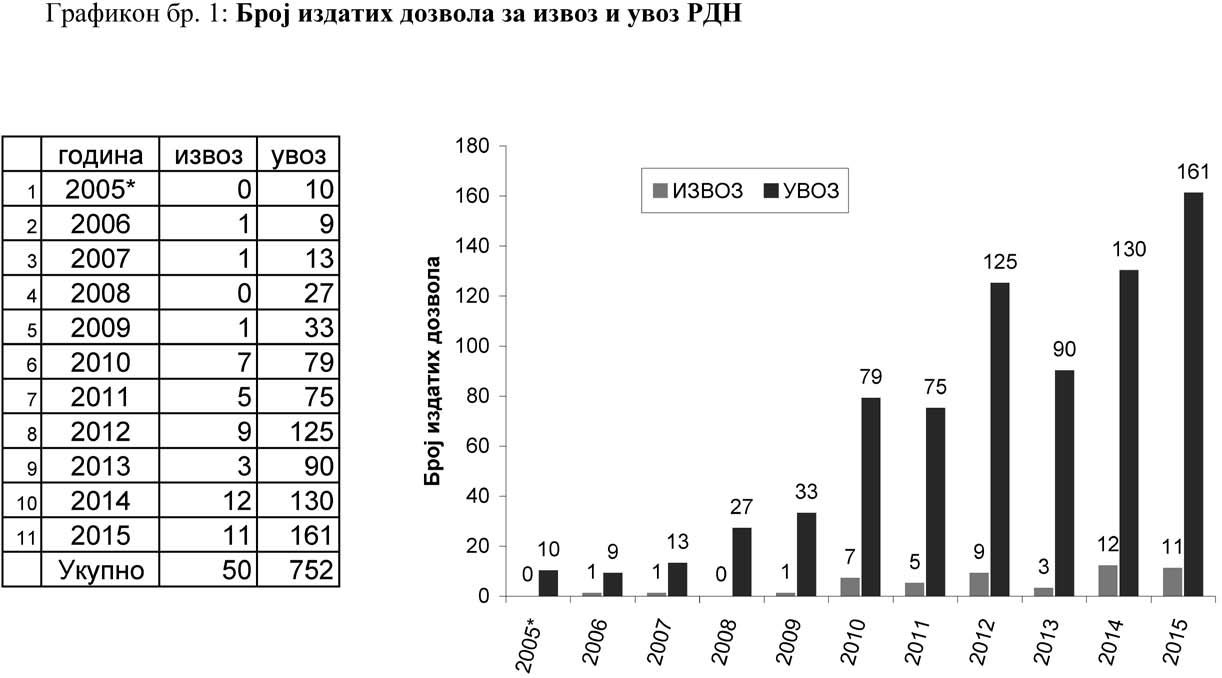 Графикон бр. 1: Број издатих дозвола за извоз и увоз РДН
година извоз увоз
1 2005* 0 10
2 2006 1 9
3 2007 1 13
4 2008 0 27
5 2009 1 33
6 2010 7 79
7 2011 5 75
8 2012 9 125
9 2013 3 90
10 2014 12 130
11 2015 11 161
Укупно 50 752
Број издатих дозвола
180
160
140
120
100
80
60
40
20
0
ИЗВОЗ УВОЗ
0 10
1 9
1 13
0 27
1 33
7 79
5 75
9 125
3 90
12 130
11 161
2005* 2006 2007 2008 2009 2010 2011 2012 2013 2014 2015